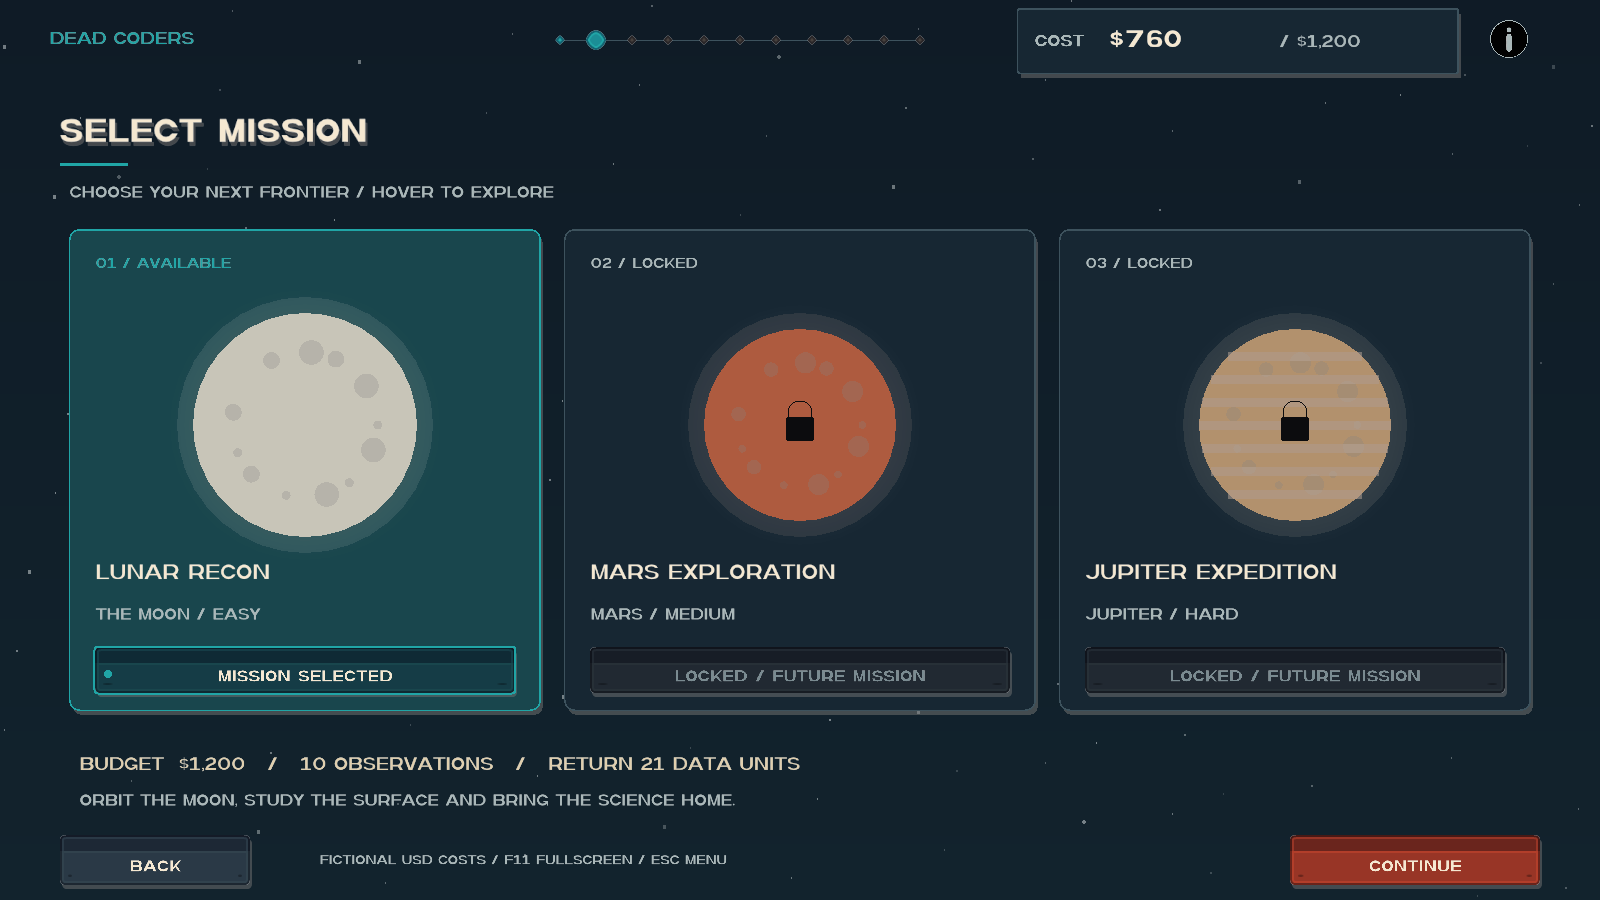 DEAD CODERS
COST $760 / $1,200
SELECT MISSION
CHOOSE YOUR NEXT FRONTIER / HOVER TO EXPLORE
01 / AVAILABLE
LUNAR RECON
THE MOON / EASY
MISSION SELECTED
02 / LOCKED
MARS EXPLORATION
MARS / MEDIUM
LOCKED / FUTURE MISSION
03 / LOCKED
JUPITER EXPEDITION
JUPITER / HARD
LOCKED / FUTURE MISSION
BUDGET $1,200 / 10 OBSERVATIONS / RETURN 21 DATA UNITS
ORBIT THE MOON, STUDY THE SURFACE AND BRING THE SCIENCE HOME.
BACK
FICTIONAL USD COSTS / F11 FULLSCREEN / ESC MENU
CONTINUE